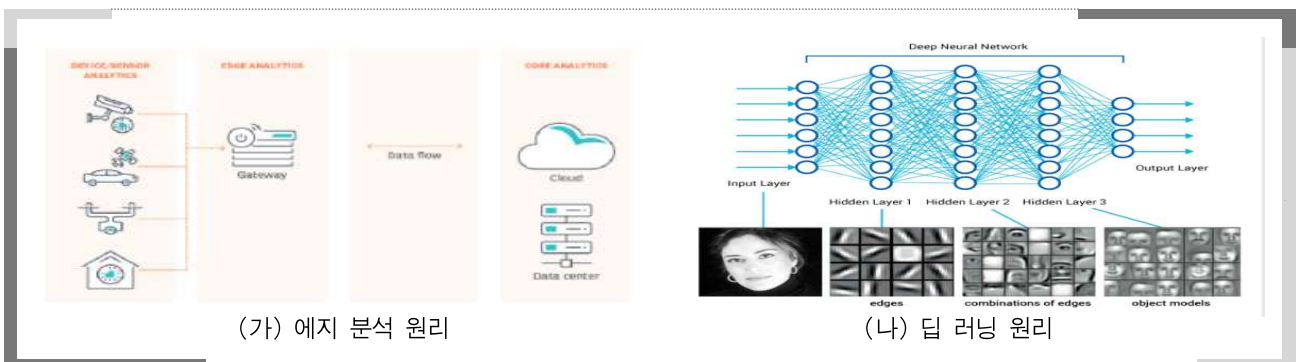 DEVICE/SENSOR
ANALYTICS
EDGE ANALYTICS
CORE ANALYTICS
Gateway
Data flow
Cloud
Data center
(가) 에지 분석 원리
Deep Neural Network
Input Layer
Output Layer
Hidden Layer 1 Hidden Layer 2 Hidden Layer 3
edges
combinations of edges
object models
(나) 딥 러닝 원리